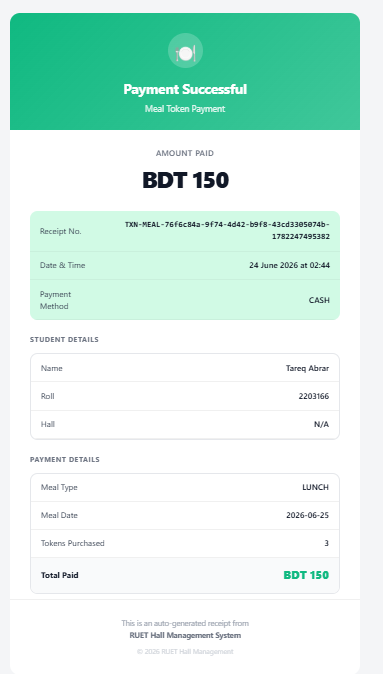 Payment Successful
Meal Token Payment
AMOUNT PAID
BDT 150
Receipt No. TXN-MEAL-76f6c84a-9f74-4d42-b9f8-43cd3305074b-
1782247495382
Date & Time 24 June 2026 at 02:44
Payment
Method CASH
STUDENT DETAILS
Name Tareq Abrar
Roll 2203166
Hall N/A
PAYMENT DETAILS
Meal Type LUNCH
Meal Date 2026-06-25
Tokens Purchased 3
Total Paid BDT 150
This is an auto-generated receipt from
RUET Hall Management System
© 2026 RUET Hall Management